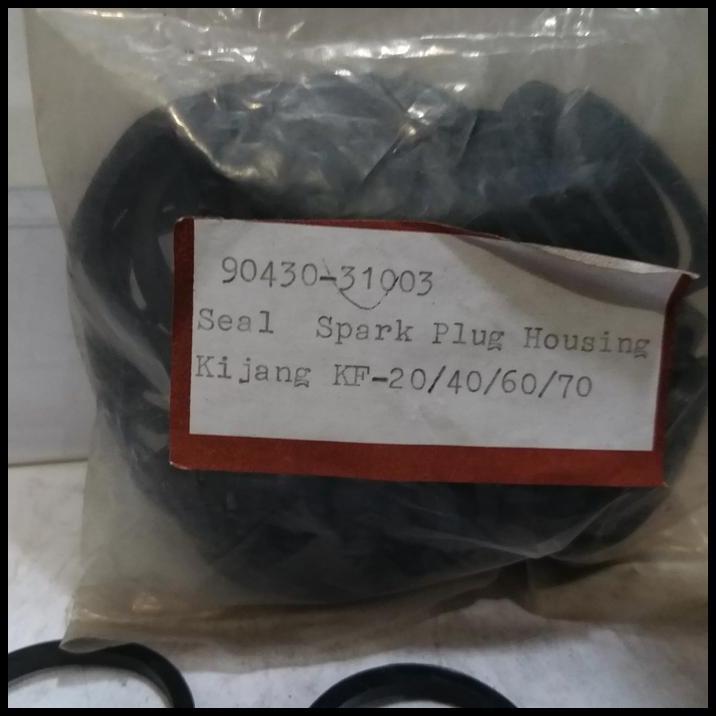 90430-31003
Seal Spark Plug Housing
Kijang KF-20/40/60/70